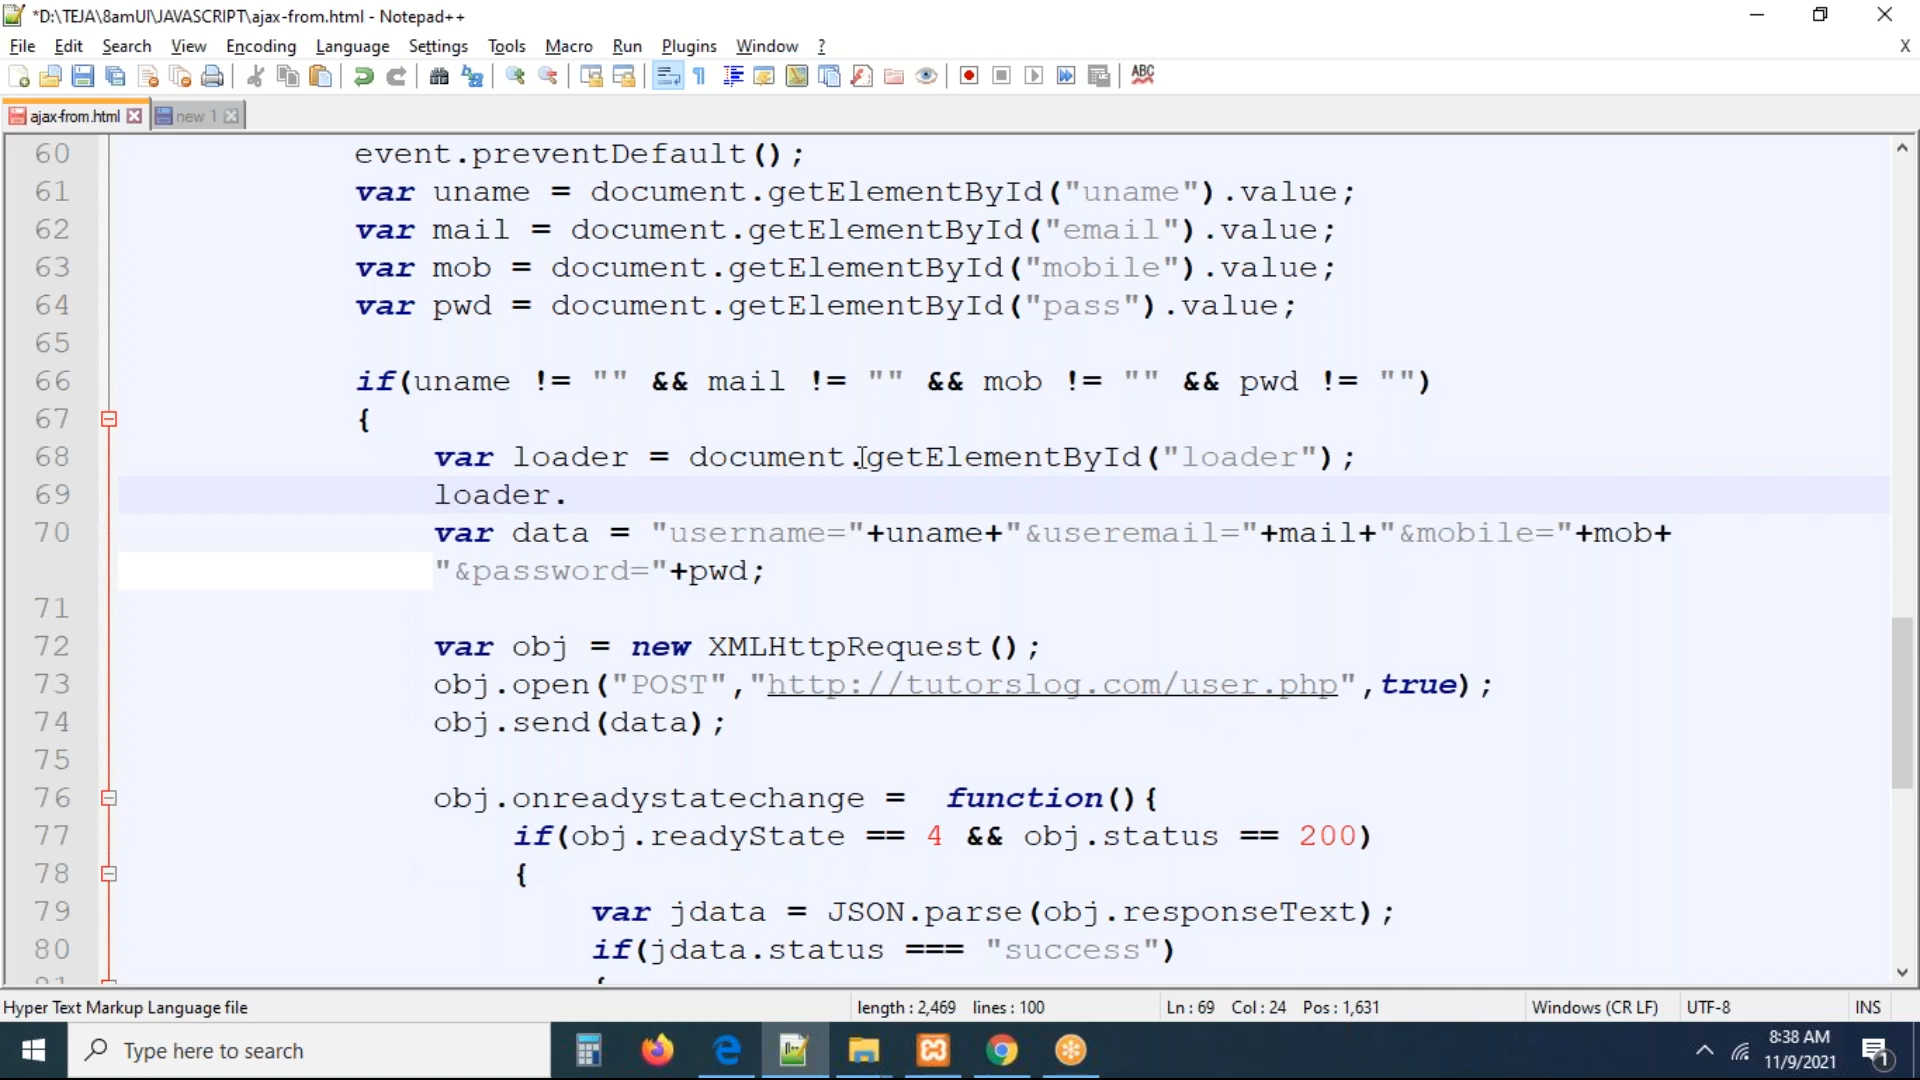 *D:\TEJA\8amUI\JAVASCRIPT\ajax-from.html - Notepad++
File Edit Search View Encoding Language Settings Tools Macro Run Plugins Window ? X
ABC
ajax-from.html new 1
60 event.preventDefault();
61 var uname = document.getElementById("uname").value;
62 var mail = document.getElementById("email").value;
63 var mob = document.getElementById("mobile").value;
64 var pwd = document.getElementById("pass").value;
65
66 if(uname != "" && mail != "" && mob != "" && pwd != "")
67 {
68 var loader = document.getElementById("loader");
69 loader.
70 var data = "username="+uname+"&useremail="+mail+"&mobile="+mob+
"&password="+pwd;
71
72 var obj = new XMLHttpRequest();
73 obj.open("POST","http://tutorslog.com/user.php",true);
74 obj.send(data);
75
76 obj.onreadystatechange = function(){
77 if(obj.readyState == 4 && obj.status == 200)
78 {
79 var jdata = JSON.parse(obj.responseText);
80 if(jdata.status === "success")
Hyper Text Markup Language file length : 2,469 lines : 100 Ln : 69 Col : 24 Pos : 1,631 Windows (CR LF) UTF-8 INS
Type here to search
8:38 AM
11/9/2021
1